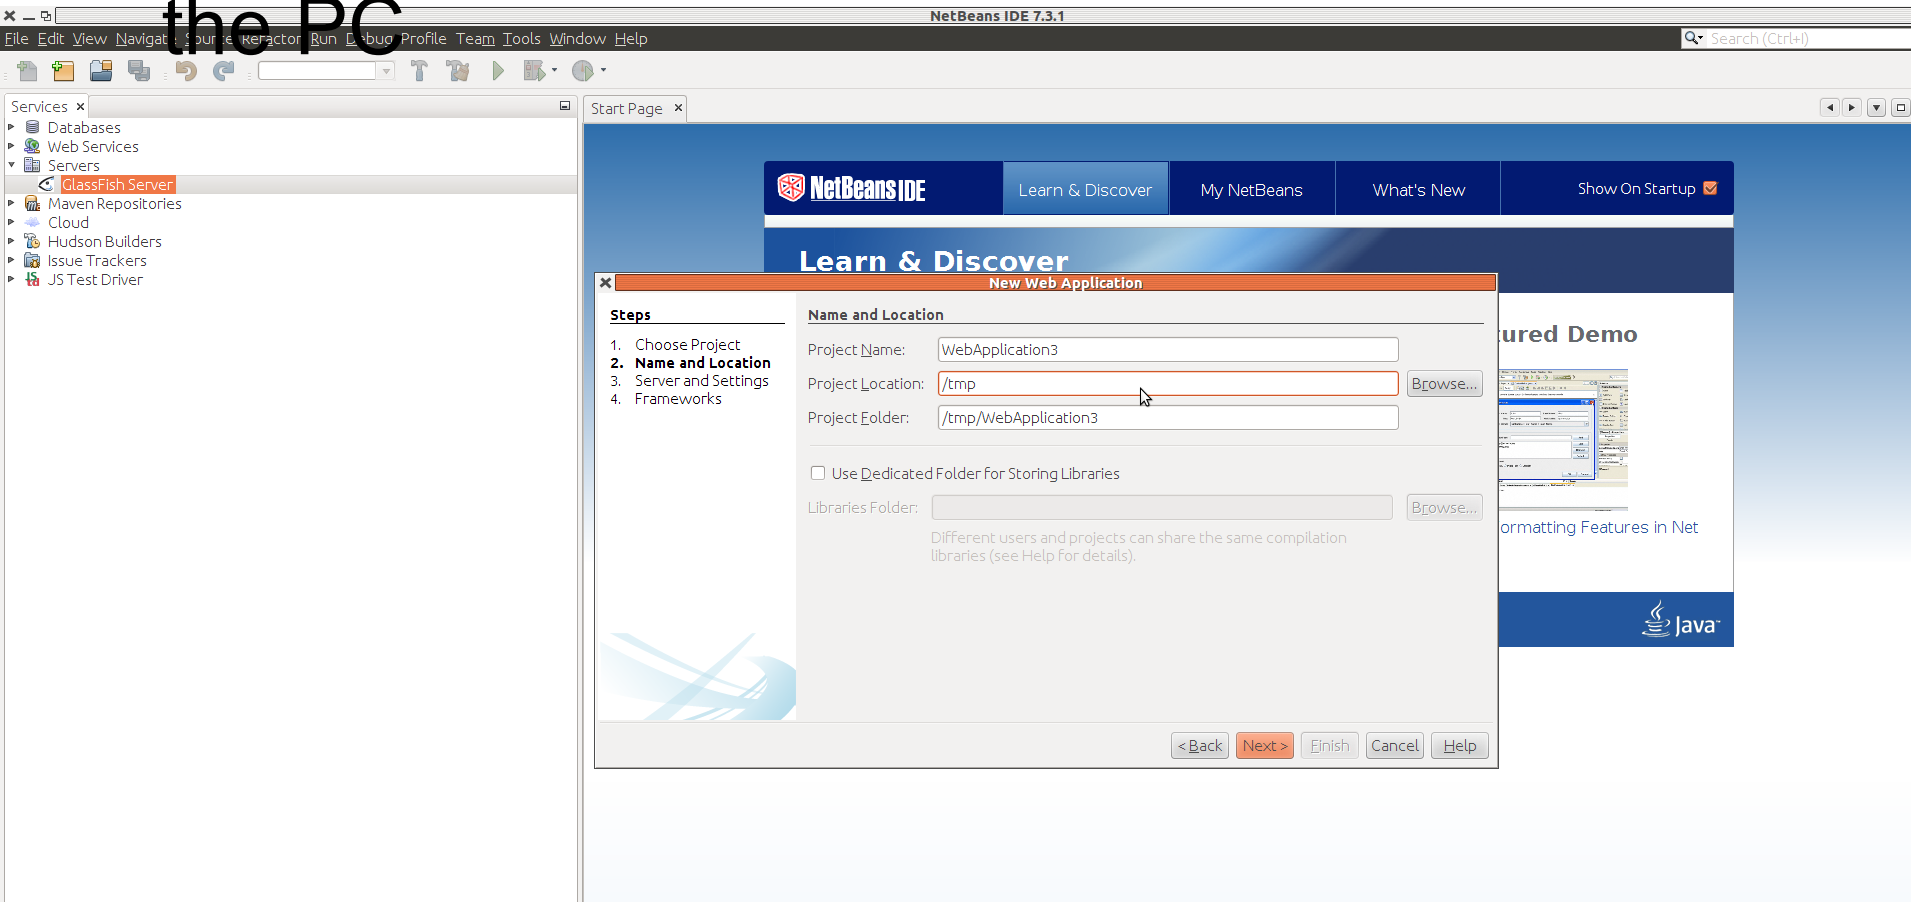 the PC
NetBeans IDE 7.3.1
File Edit View Navigate Source Refactor Run Debug Profile Team Tools Window Help
Search (Ctrl+I)
Services
Start Page
Databases
Web Services
Servers
GlassFish Server
Maven Repositories
Cloud
Hudson Builders
Issue Trackers
JS Test Driver
NetBeans IDE
Learn & Discover
My NetBeans
What's New
Show On Startup
Learn & Discover
New Web Application
Steps
1. Choose Project
2. Name and Location
3. Server and Settings
4. Frameworks
Name and Location
Project Name: WebApplication3
Project Location: /tmp Browse...
Project Folder: /tmp/WebApplication3
Use Dedicated Folder for Storing Libraries
Libraries Folder: Browse...
Different users and projects can share the same compilation
libraries (see Help for details).
< Back Next > Finish Cancel Help
ured Demo
ormatting Features in Net
Java